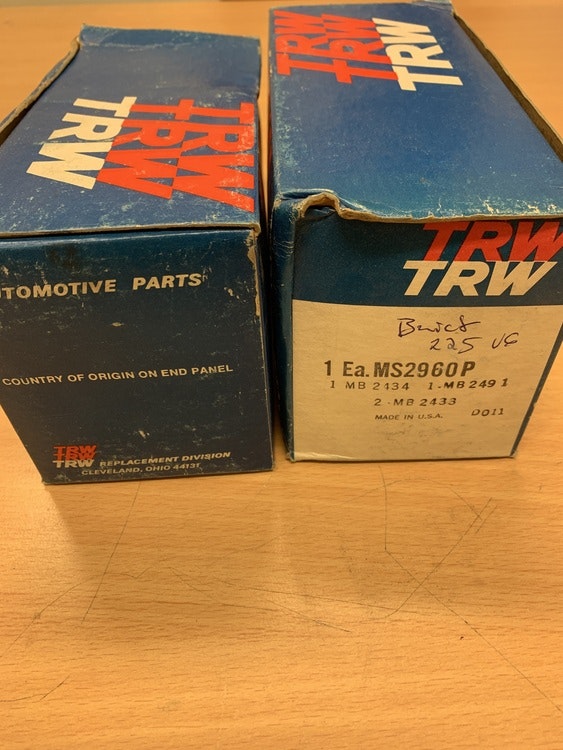 TRW
TRW
TRW
TOMOTIVE PARTS
COUNTRY OF ORIGIN ON END PANEL
TRW
TRW
TRW REPLACEMENT DIVISION
CLEVELAND, OHIO 44131
TRW
TRW
TRW
TRW
TRW
Buick
225 V6
1 Ea. MS2960P
1 MB 2434 1-MB 2491
2-MB 2433
MADE IN U.S.A. D011